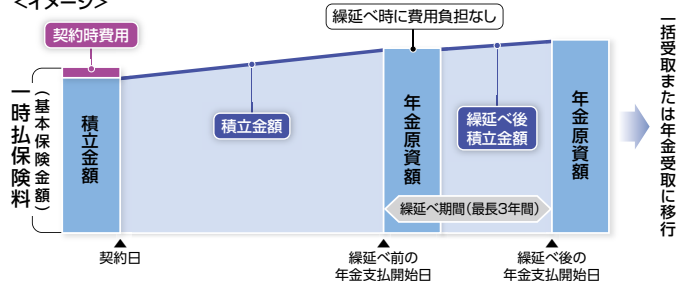 <イメージ>
契約時費用
繰延べ時に費用負担なし
一時払保険料
(基本保険金額)
積立金額
積立金額
年金原資額
繰延べ後
積立金額
年金原資額
一括受取または年金受取に移行
繰延べ期間(最長3年間)
契約日
繰延べ前の
年金支払開始日
繰延べ後の
年金支払開始日